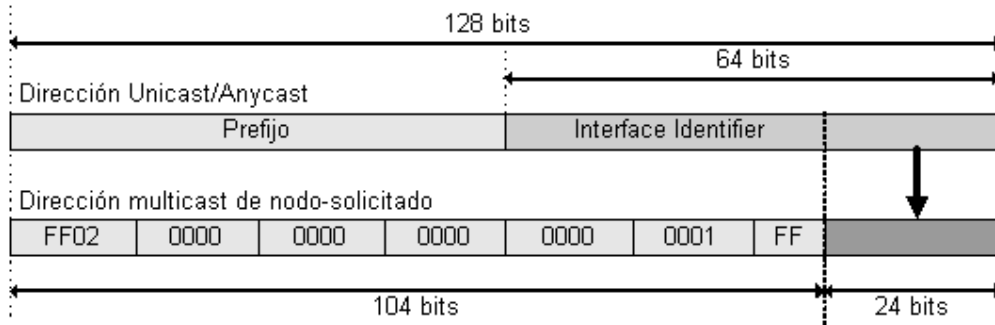 128 bits
64 bits
Dirección Unicast/Anycast
Prefijo Interface Identifier
Dirección multicast de nodo-solicitado
FF02 0000 0000 0000 0000 0001 FF
104 bits 24 bits